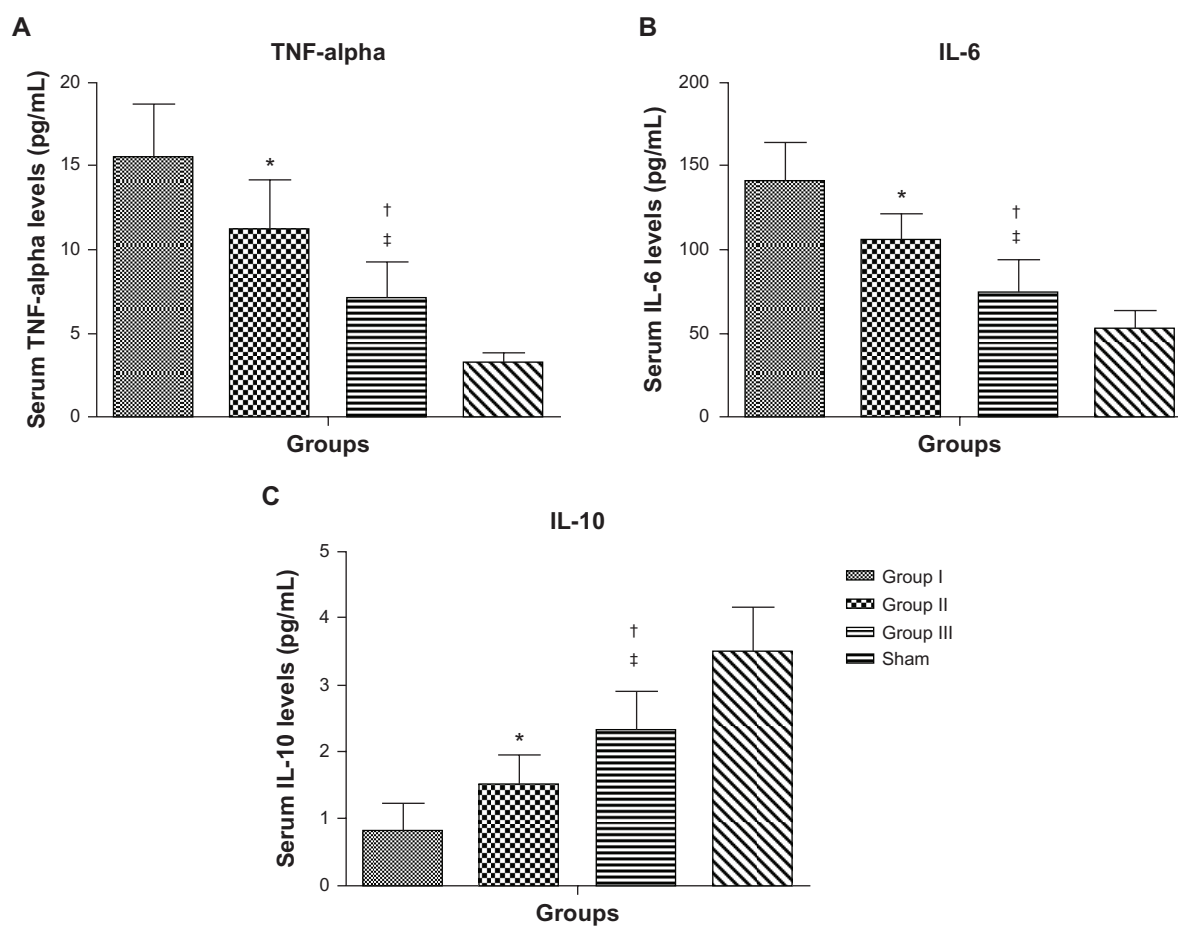 A
TNF-alpha
Serum TNF-alpha levels (pg/mL)
20
15
10
5
0
*
†
‡
Groups
B
IL-6
Serum IL-6 levels (pg/mL)
200
150
100
50
0
*
†
‡
Groups
C
IL-10
Serum IL-10 levels (pg/mL)
5
4
3
2
1
0
*
†
‡
Groups
Group I
Group II
Group III
Sham